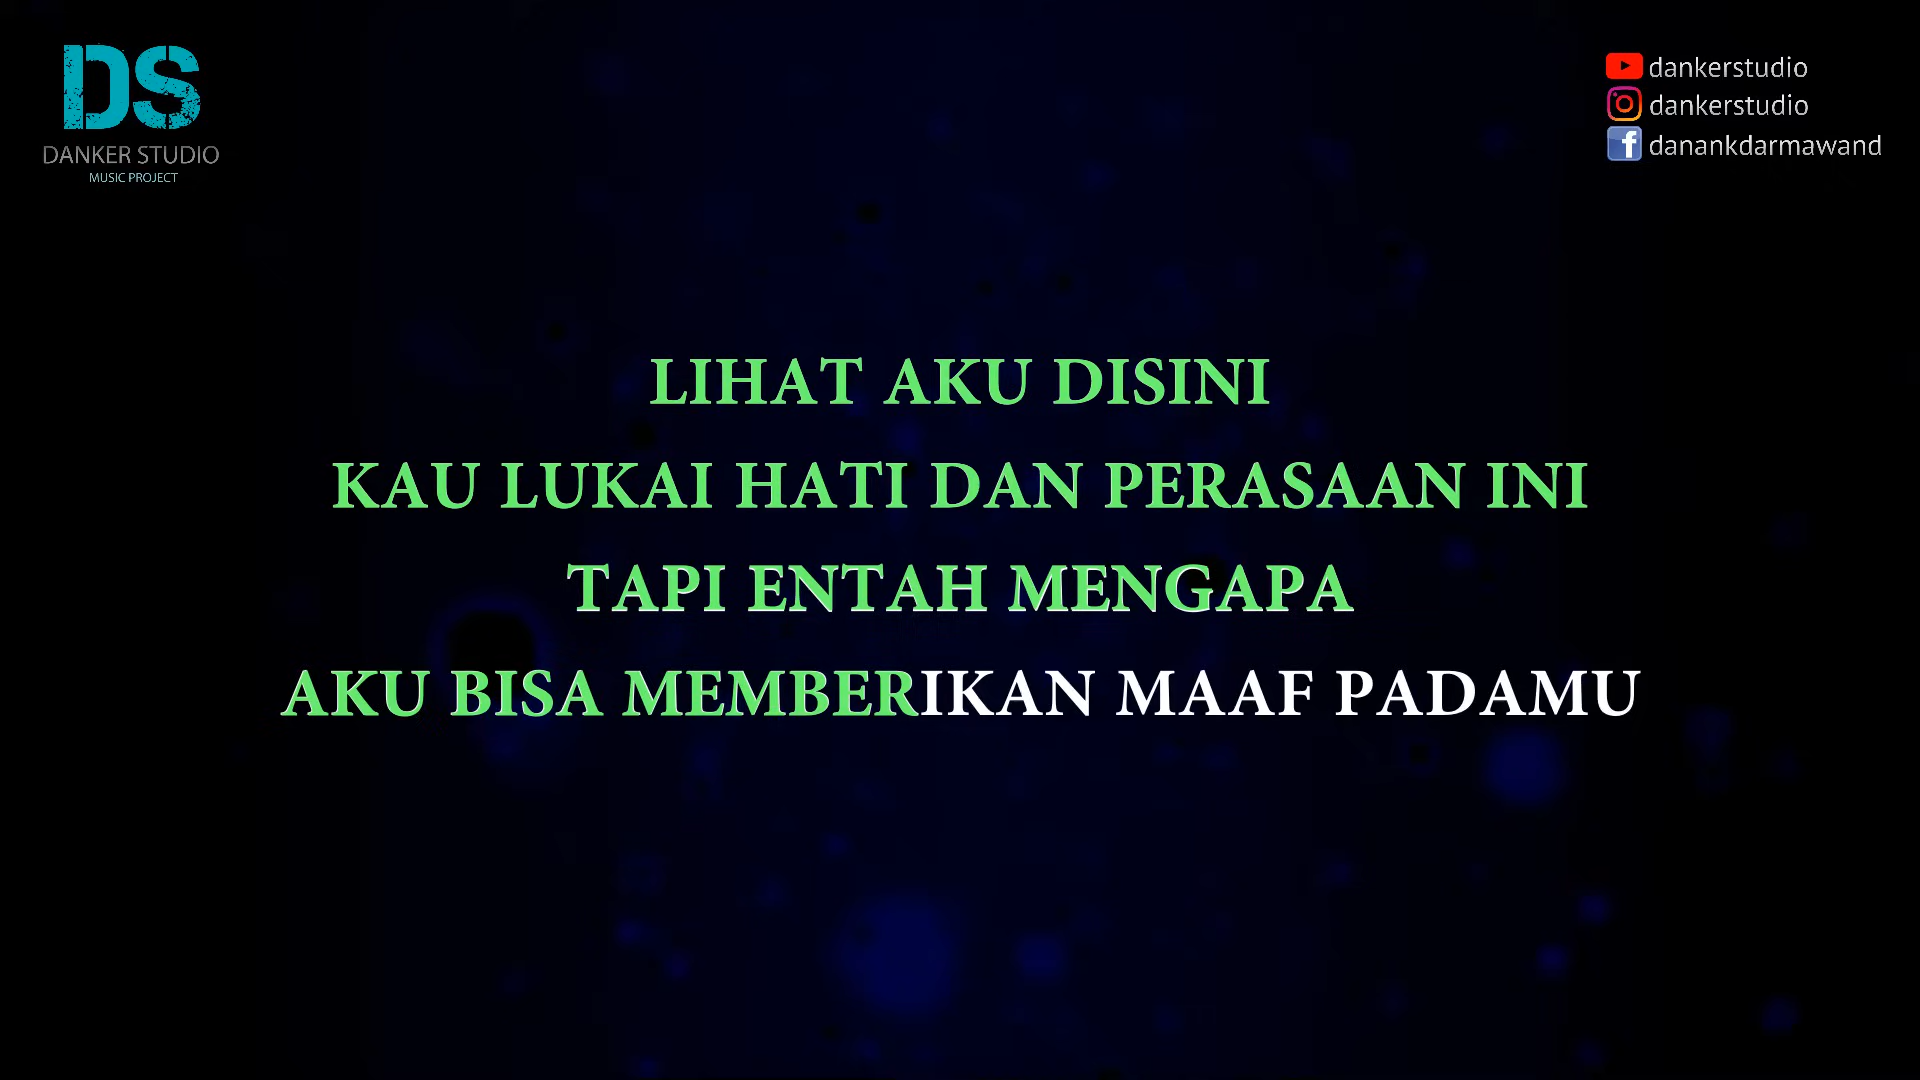 DS
DANKER STUDIO
MUSIC PROJECT
dankerstudio
dankerstudio
danankdarmawand
LIHAT AKU DISINI
KAU LUKAI HATI DAN PERASAAN INI
TAPI ENTAH MENGAPA
AKU BISA MEMBERIKAN MAAF PADAMU